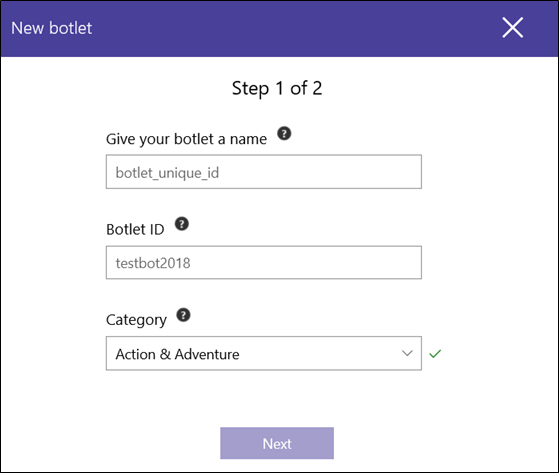 New botlet
Step 1 of 2
Give your botlet a name ?
botlet_unique_id
Botlet ID ?
testbot2018
Category ?
Action & Adventure
Next